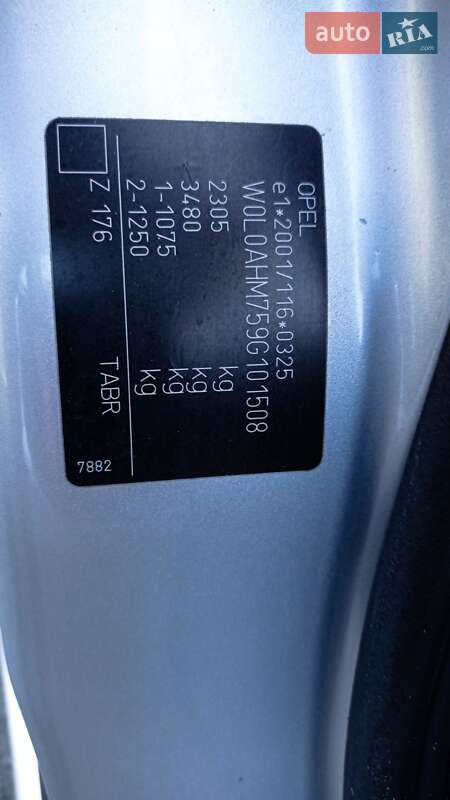 auto RIA .com
OPEL
e1*2001/116*0325
W0L0AHM759G101508
2305 kg
3480 kg
1-1075 kg
2-1250 kg
Z 176 TABR
7882